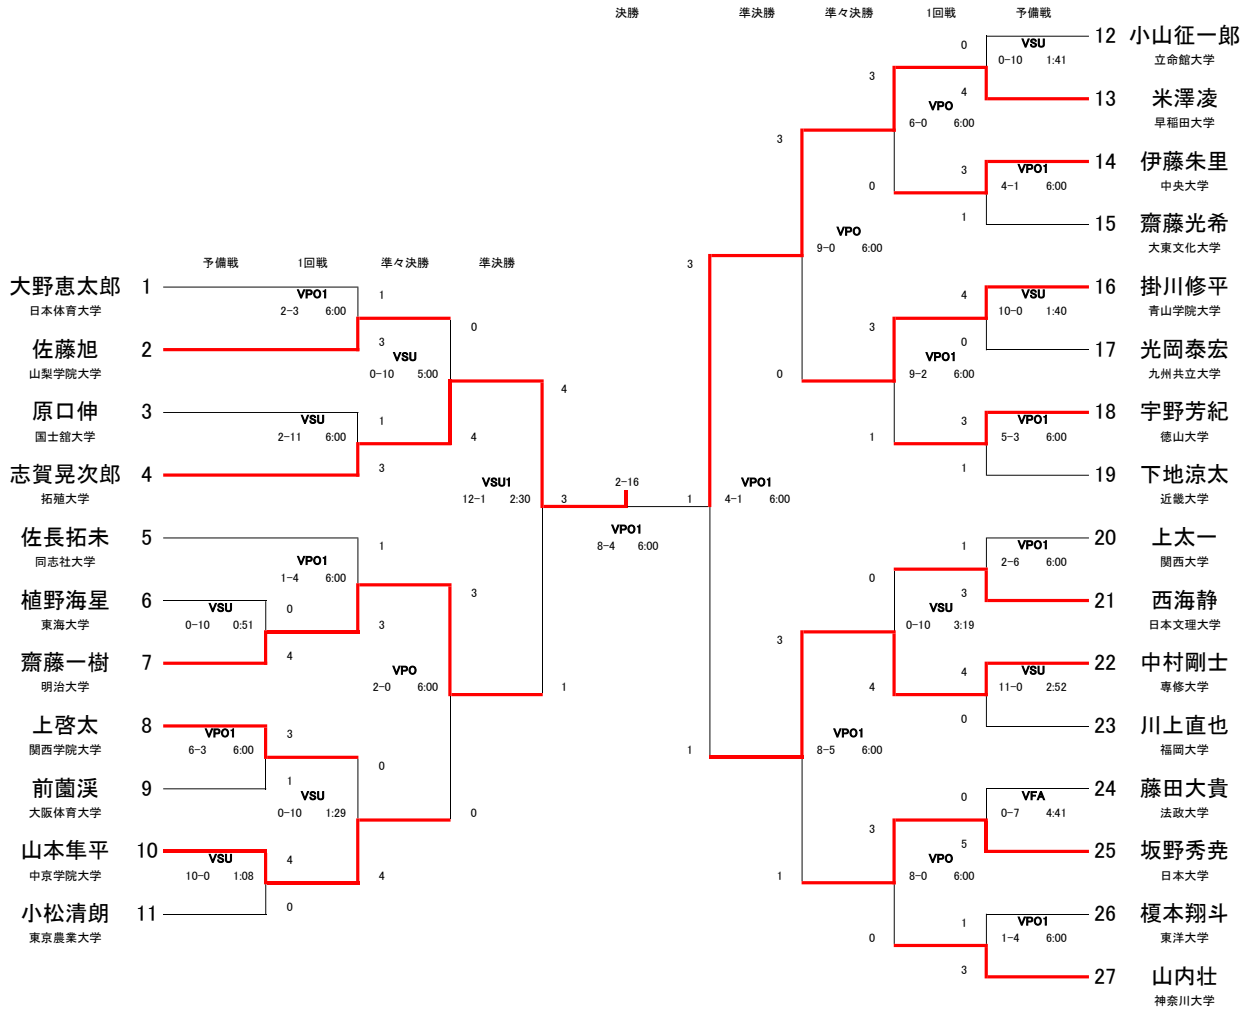 決勝
準決勝
準々決勝
1回戦
予備戦
予備戦
1回戦
準々決勝
準決勝
大野恵太郎 1
日本体育大学
VPO1
2-3 6:00
1
3
佐藤旭 2
山梨学院大学
VSU
0-10 5:00
0
4
原口伸 3
国士舘大学
VSU
2-11 6:00
1
3
志賀晃次郎 4
拓殖大学
VSU1
12-1 2:30
4
1
佐長拓未 5
同志社大学
VPO1
1-4 6:00
1
3
植野海星 6
東海大学
VSU
0-10 0:51
0
4
齋藤一樹 7
明治大学
VPO
2-0 6:00
3
0
上啓太 8
関西学院大学
VPO1
6-3 6:00
3
1
前薗渓 9
大阪体育大学
VSU
0-10 1:29
0
4
山本隼平 10
中京学院大学
VSU
10-0 1:08
4
0
小松清朗 11
東京農業大学
3
2-16
1
VPO1
8-4 6:00
12 小山征一郎
立命館大学
VSU
0-10 1:41
0
4
13 米澤凌
早稲田大学
VPO
6-0 6:00
3
0
14 伊藤朱里
中央大学
VPO1
4-1 6:00
3
1
15 齋藤光希
大東文化大学
VPO
9-0 6:00
3
0
16 掛川修平
青山学院大学
VSU
10-0 1:40
4
0
17 光岡泰宏
九州共立大学
VPO1
9-2 6:00
3
1
18 宇野芳紀
徳山大学
VPO1
5-3 6:00
3
1
19 下地涼太
近畿大学
VPO1
4-1 6:00
3
1
20 上太一
関西大学
VPO1
2-6 6:00
1
3
21 西海静
日本文理大学
VSU
0-10 3:19
0
4
22 中村剛士
専修大学
VSU
11-0 2:52
4
0
23 川上直也
福岡大学
VPO1
8-5 6:00
3
1
24 藤田大貴
法政大学
VFA
0-7 4:41
0
5
25 坂野秀尭
日本大学
VPO
8-0 6:00
3
0
26 榎本翔斗
東洋大学
VPO1
1-4 6:00
1
3
27 山内壮
神奈川大学